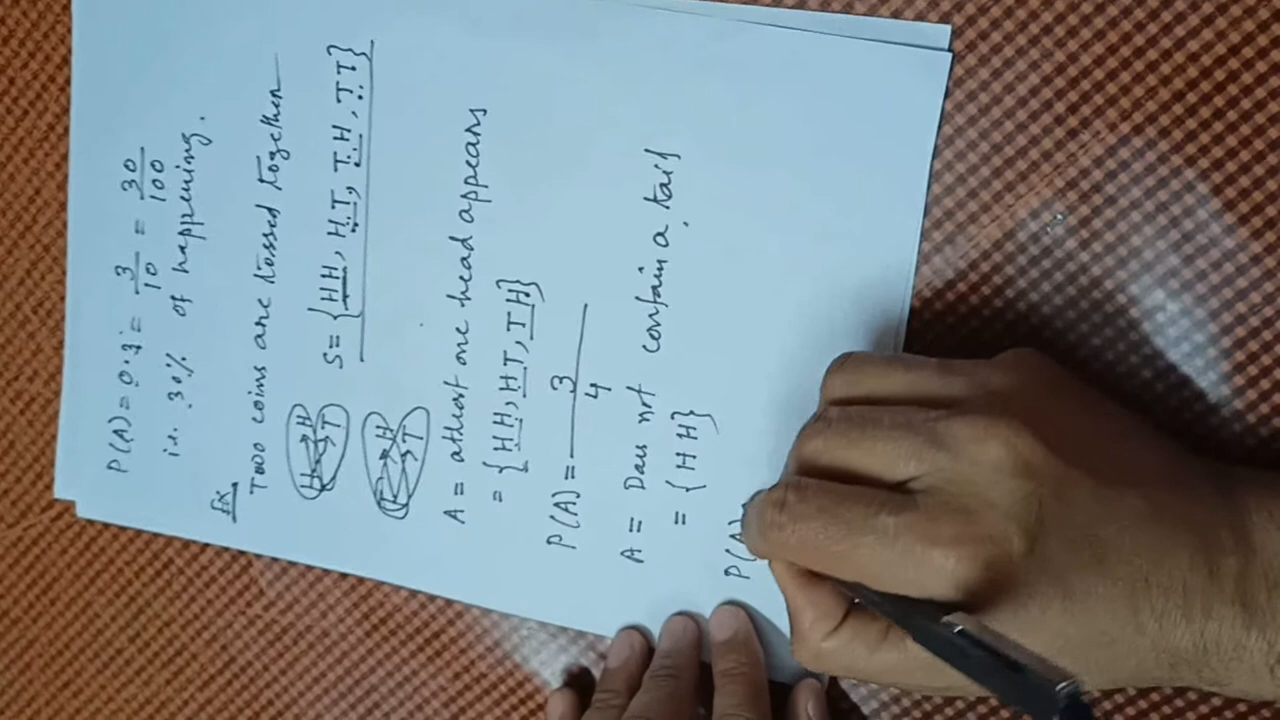 P(A) = 0.3 = 3/10 = 30/100
i.e. 30% of happening.
Ex
Two coins are tossed together
H → H
→ T
S = {HH, HT, TH, TT}
T → H
→ T
A = atleast one head appears
= {HH, HT, TH}
P(A) = 3/4
A = Does not contain a tail
= {HH}
P(A)